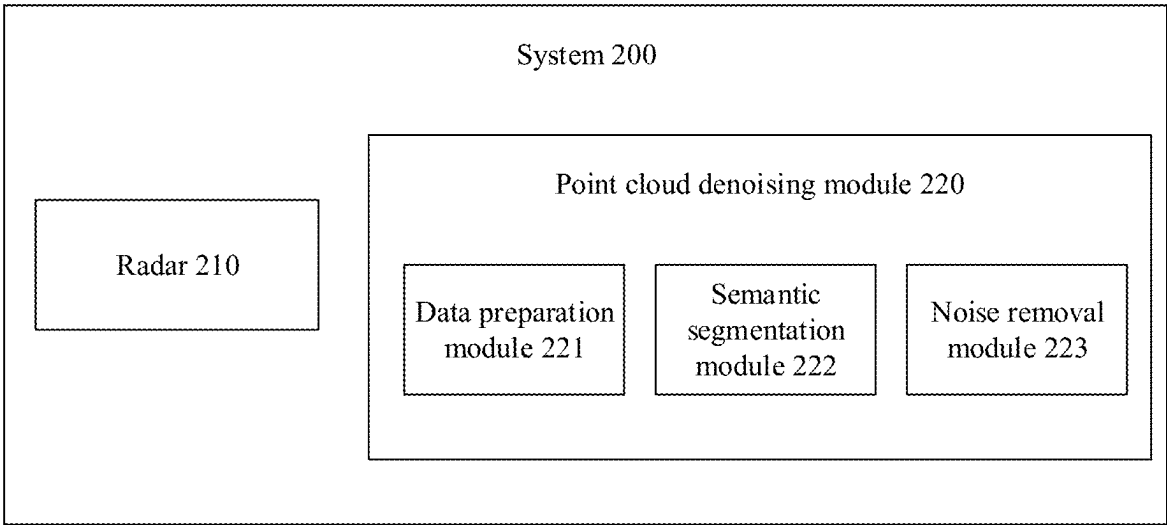 System 200
Point cloud denoising module 220
Radar 210
Data preparation
module 221
Semantic
segmentation
module 222
Noise removal
module 223